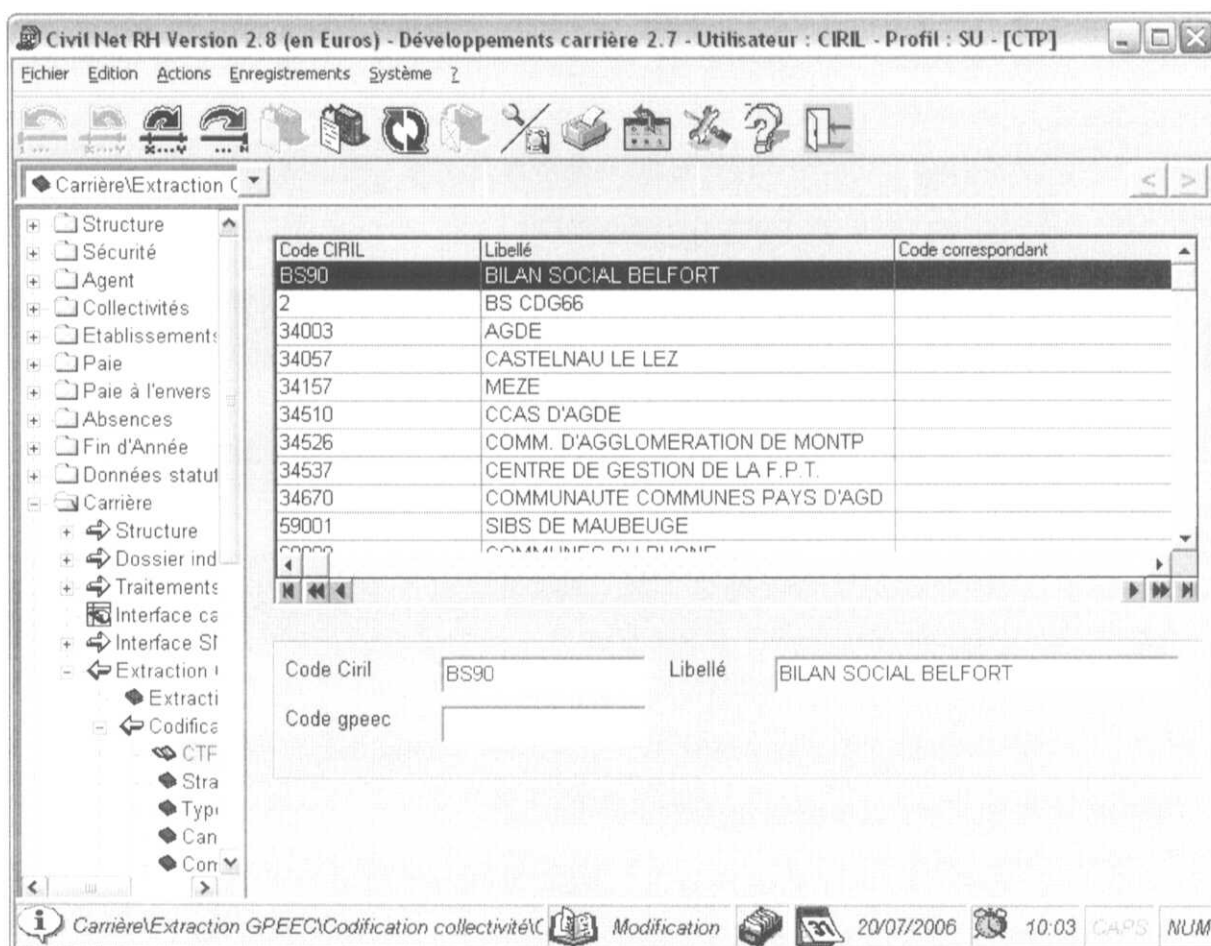 Civil Net RH Version 2.8 (en Euros) - Développements carrière 2.7 - Utilisateur : CIRIL - Profil : SU - [CTP]
Fichier Edition Actions Enregistrements Système ?
Carrière\Extraction
< >
Structure
Sécurité
Agent
Collectivités
Etablissements
Paie
Paie à l'envers
Absences
Fin d'Année
Données statut
Carrière
Structure
Dossier ind
Traitements
Interface ca
Interface SI
Extraction
Extracti
Codifica
CTP
Stra
Type
Can
Com
Code CIRIL Libellé Code correspondant
BS90 BILAN SOCIAL BELFORT
2 BS CDG66
34003 AGDE
34057 CASTELNAU LE LEZ
34157 MEZE
34510 CCAS D'AGDE
34526 COMM. D'AGGLOMERATION DE MONTP
34537 CENTRE DE GESTION DE LA F.P.T.
34670 COMMUNAUTE COMMUNES PAYS D'AGD
59001 SIBS DE MAUBEUGE
COMMUNES DU RHONE
Code Ciril BS90 Libellé BILAN SOCIAL BELFORT
Code gpeec
Carrière\Extraction GPEEC\Codification collectivité\C Modification 20/07/2006 10:03 CAPS NUM